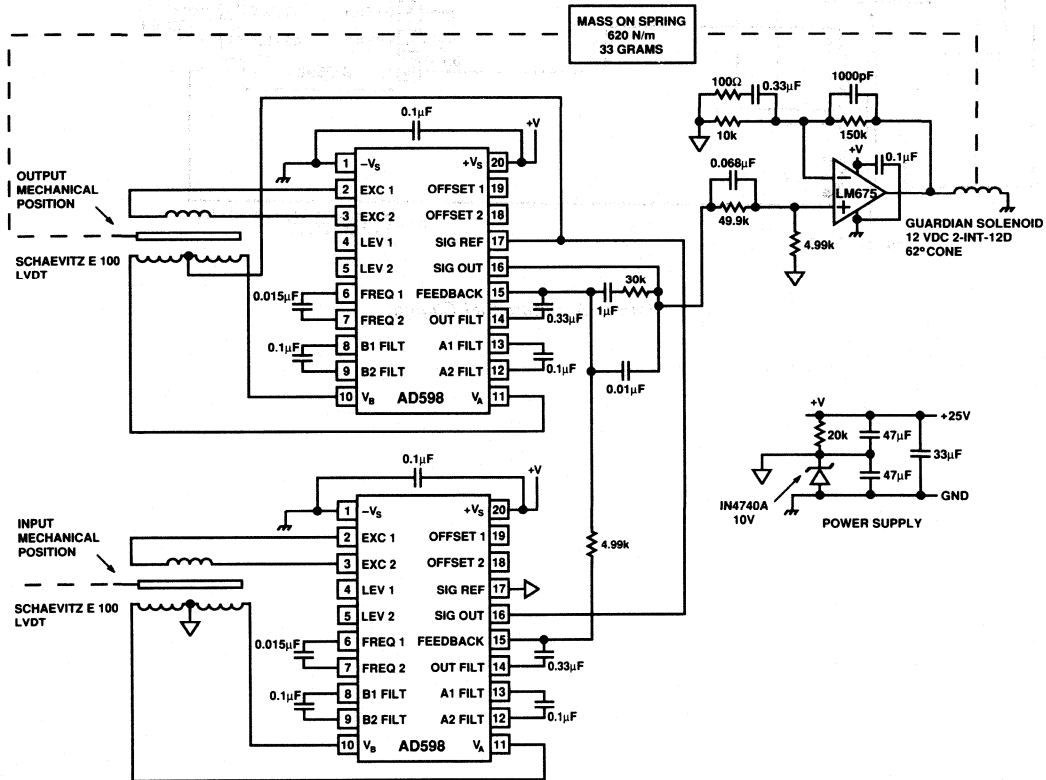 MASS ON SPRING
620 N/m
33 GRAMS
100Ω
0.33µF
1000pF
10k
150k
+V
0.1µF
0.068µF
LM675
49.9k
4.99k
GUARDIAN SOLENOID
12 VDC 2-INT-12D
62° CONE
0.1µF
+V
OUTPUT
MECHANICAL
POSITION
SCHAEVITZ E 100
LVDT
1 –VS
+VS 20
2 EXC 1
OFFSET 1 19
3 EXC 2
OFFSET 2 18
4 LEV 1
SIG REF 17
5 LEV 2
SIG OUT 16
6 FREQ 1
FEEDBACK 15
7 FREQ 2
OUT FILT 14
8 B1 FILT
A1 FILT 13
9 B2 FILT
A2 FILT 12
10 VB
AD598
VA 11
0.015µF
0.1µF
30k
1µF
0.33µF
0.1µF
0.01µF
4.99k
+V
+25V
20k
47µF
33µF
47µF
GND
IN4740A
10V
POWER SUPPLY
0.1µF
+V
INPUT
MECHANICAL
POSITION
SCHAEVITZ E 100
LVDT
1 –VS
+VS 20
2 EXC 1
OFFSET 1 19
3 EXC 2
OFFSET 2 18
4 LEV 1
SIG REF 17
5 LEV 2
SIG OUT 16
6 FREQ 1
FEEDBACK 15
7 FREQ 2
OUT FILT 14
8 B1 FILT
A1 FILT 13
9 B2 FILT
A2 FILT 12
10 VB
AD598
VA 11
0.015µF
0.1µF
0.33µF
0.1µF